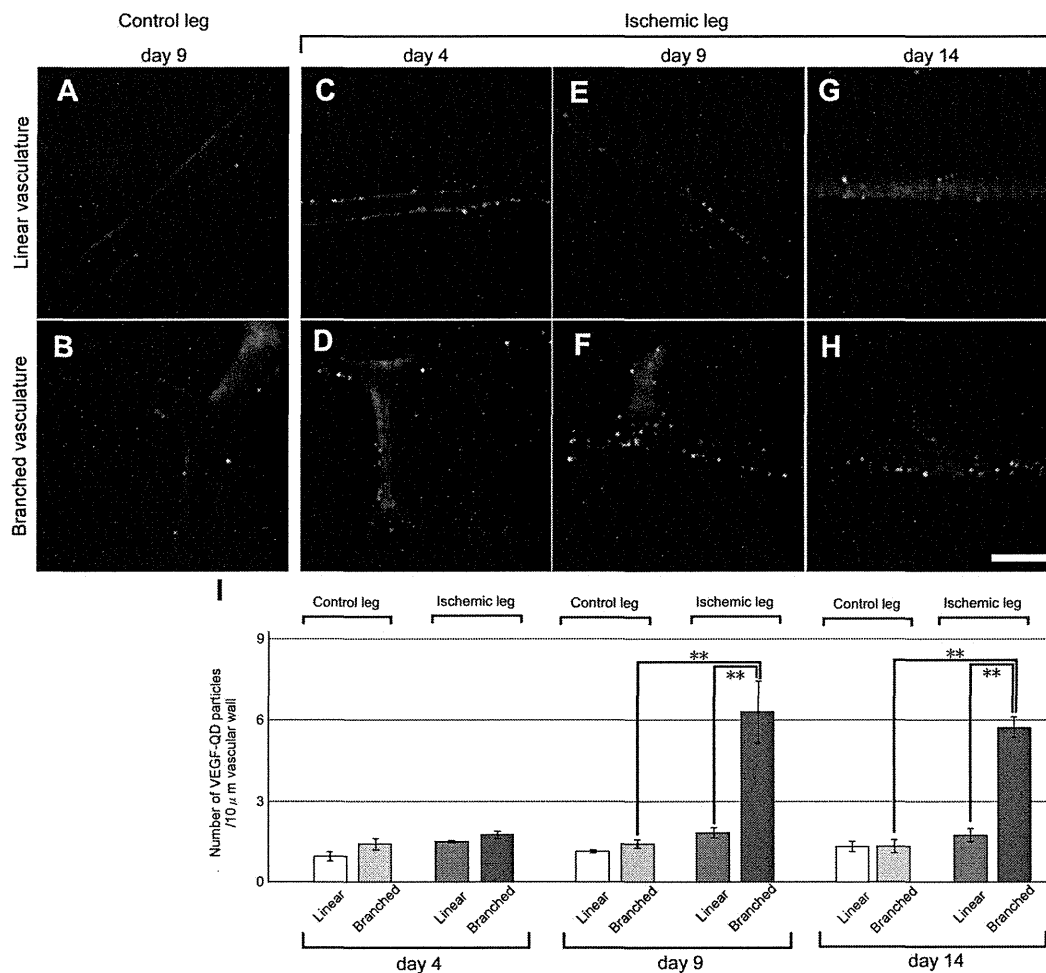 Control leg
Ischemic leg
day 9
day 4
day 9
day 14
Linear vasculature
A
C
E
G
Branched vasculature
B
D
F
H
I
Control leg
Ischemic leg
Control leg
Ischemic leg
Control leg
Ischemic leg
Number of VEGF-QD particles
/10 μm vascular wall
9
6
3
0
**
**
**
**
Linear
Branched
Linear
Branched
Linear
Branched
Linear
Branched
Linear
Branched
Linear
Branched
day 4
day 9
day 14